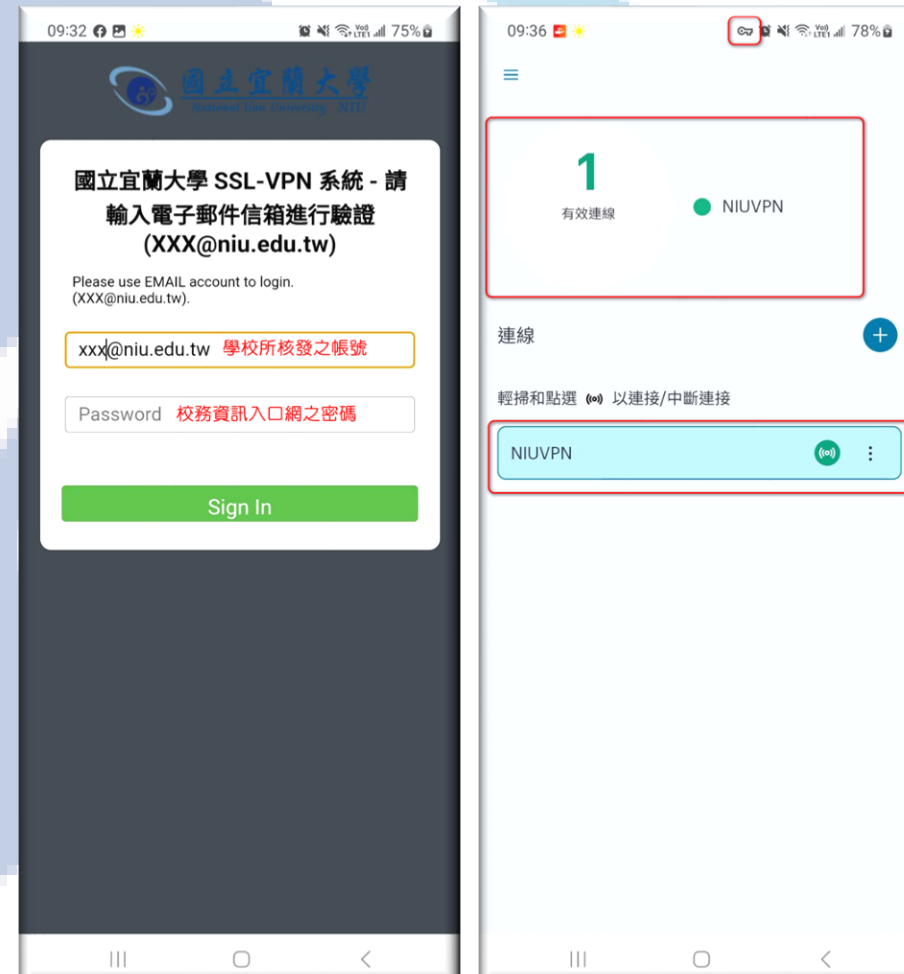 09:32
75%
國立宜蘭大學
National Ilan University NIU
國立宜蘭大學 SSL-VPN 系統 - 請
輸入電子郵件信箱進行驗證
(XXX@niu.edu.tw)
Please use EMAIL account to login.
(XXX@niu.edu.tw).
xxx@niu.edu.tw 學校所核發之帳號
Password 校務資訊入口網之密碼
Sign In
09:36
78%
1
有效連線
NIUVPN
連線
輕掃和點選 以連接/中斷連接
NIUVPN